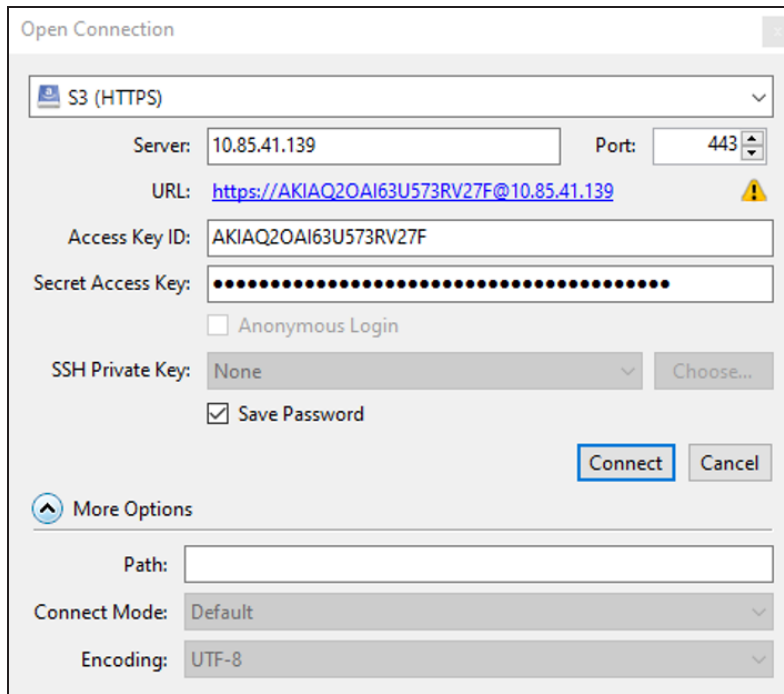 Open Connection
S3 (HTTPS)
Server: 10.85.41.139 Port: 443
URL: https://AKIAQ2OAI63U573RV27F@10.85.41.139
Access Key ID: AKIAQ2OAI63U573RV27F
Secret Access Key: ••••••••••••••••••••••••••••••••••••••••
Anonymous Login
SSH Private Key: None Choose...
Save Password
Connect Cancel
More Options
Path:
Connect Mode: Default
Encoding: UTF-8